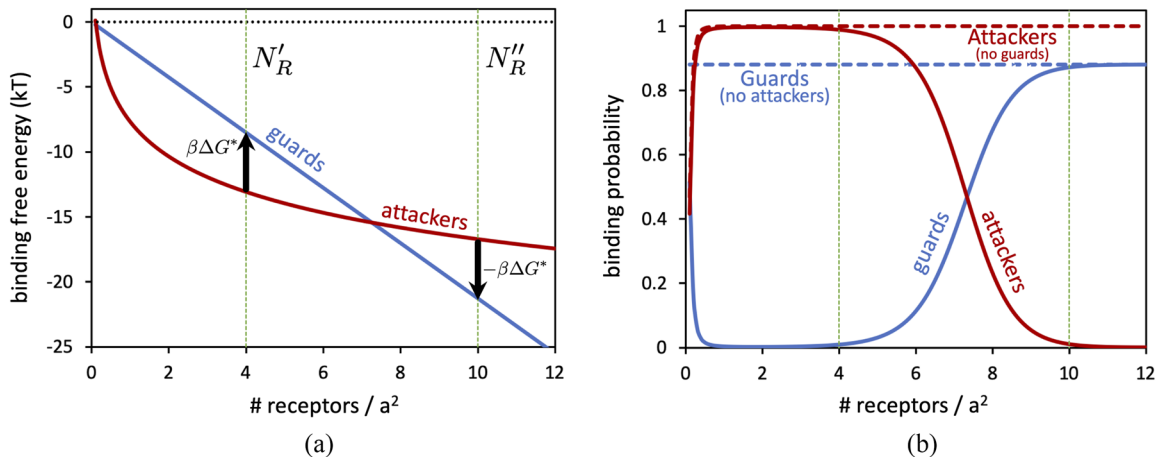 0
-5
-10
-15
-20
-25
binding free energy (kT)
N′_R
N″_R
βΔG*
guards
attackers
−βΔG*
0 2 4 6 8 10 12
# receptors / a²
(a)
1
0.8
0.6
0.4
0.2
0
binding probability
Attackers
(no guards)
Guards
(no attackers)
guards
attackers
0 2 4 6 8 10 12
# receptors / a²
(b)